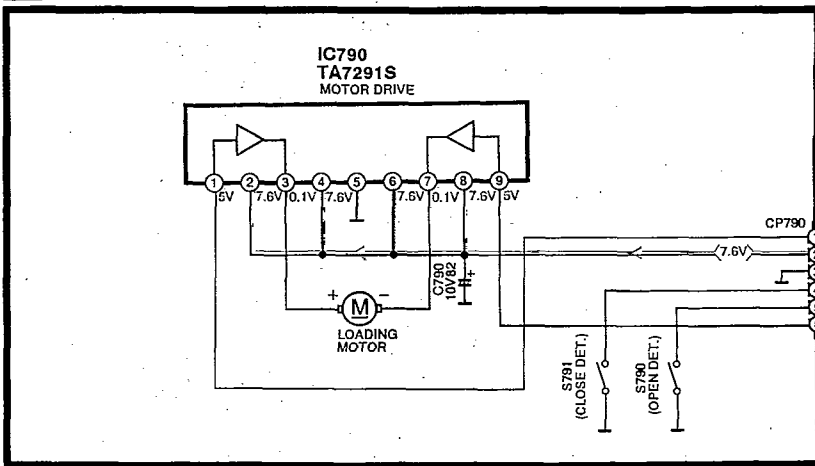 IC790
TA7291S
MOTOR DRIVE
1 2 3 4 5 6 7 8 9
5V 7.6V 0.1V 7.6V 7.6V 0.1V 7.6V 5V
CP790
7.6V
C790
10V82
+
+ M −
LOADING
MOTOR
S791
(CLOSE DET.)
S790
(OPEN DET.)